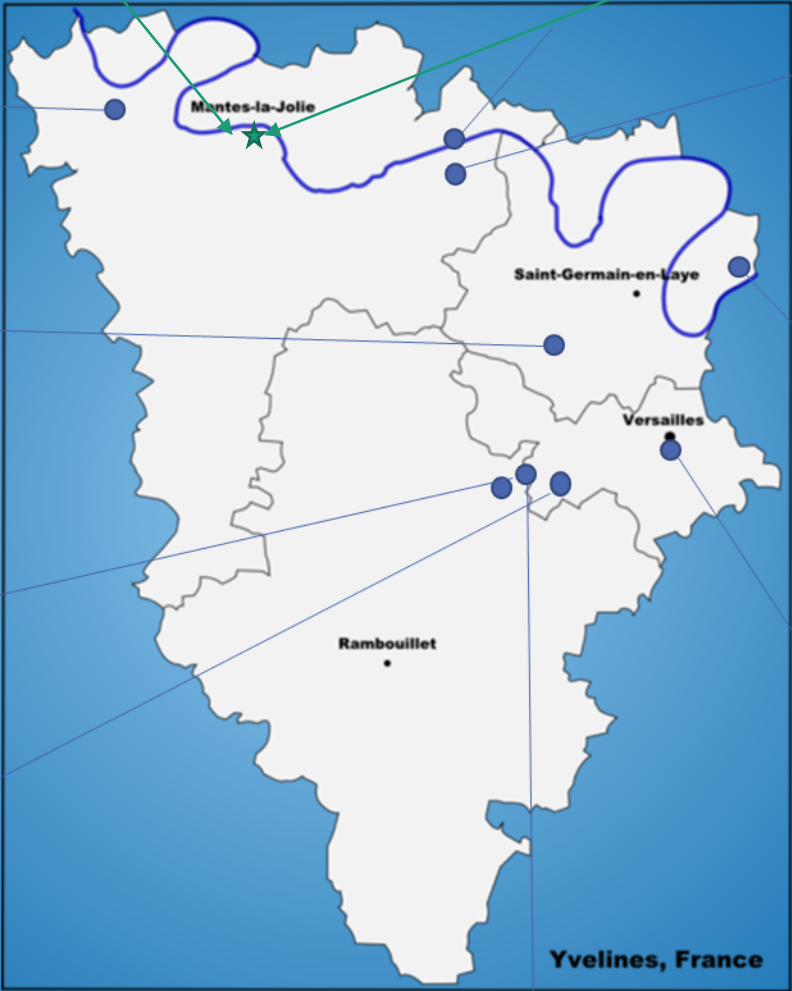 Mantes-la-Jolie
Saint-Germain-en-Laye
Versailles
Rambouillet
Yvelines, France